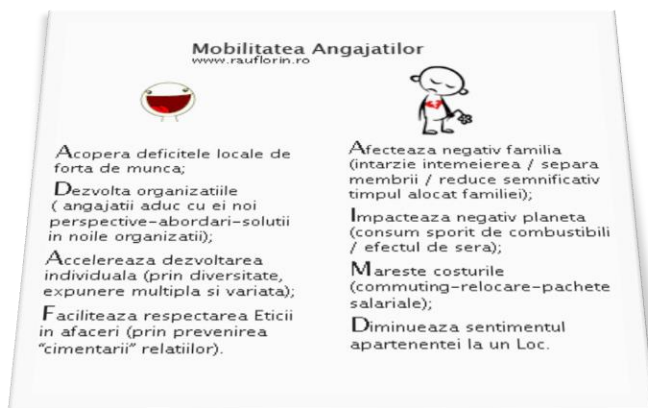 Mobilitatea Angajatilor
www.rauflorin.ro
Acopera deficitele locale de
forta de munca;
Dezvolta organizatiile
( angajatii aduc cu ei noi
perspective-abordari-solutii
in noile organizatii);
Accelereaza dezvoltarea
individuala (prin diversitate,
expunere multipla si variata);
Faciliteaza respectarea Eticii
in afaceri (prin prevenirea
"cimentarii" relatiilor).
Afecteaza negativ familia
(intarzie intemeierea / separa
membrii / reduce semnificativ
timpul alocat familiei);
Impacteaza negativ planeta
(consum sporit de combustibili
/ efectul de sera);
Mareste costurile
(commuting-relocare-pachete
salariale);
Diminueaza sentimentul
apartenentei la un Loc.